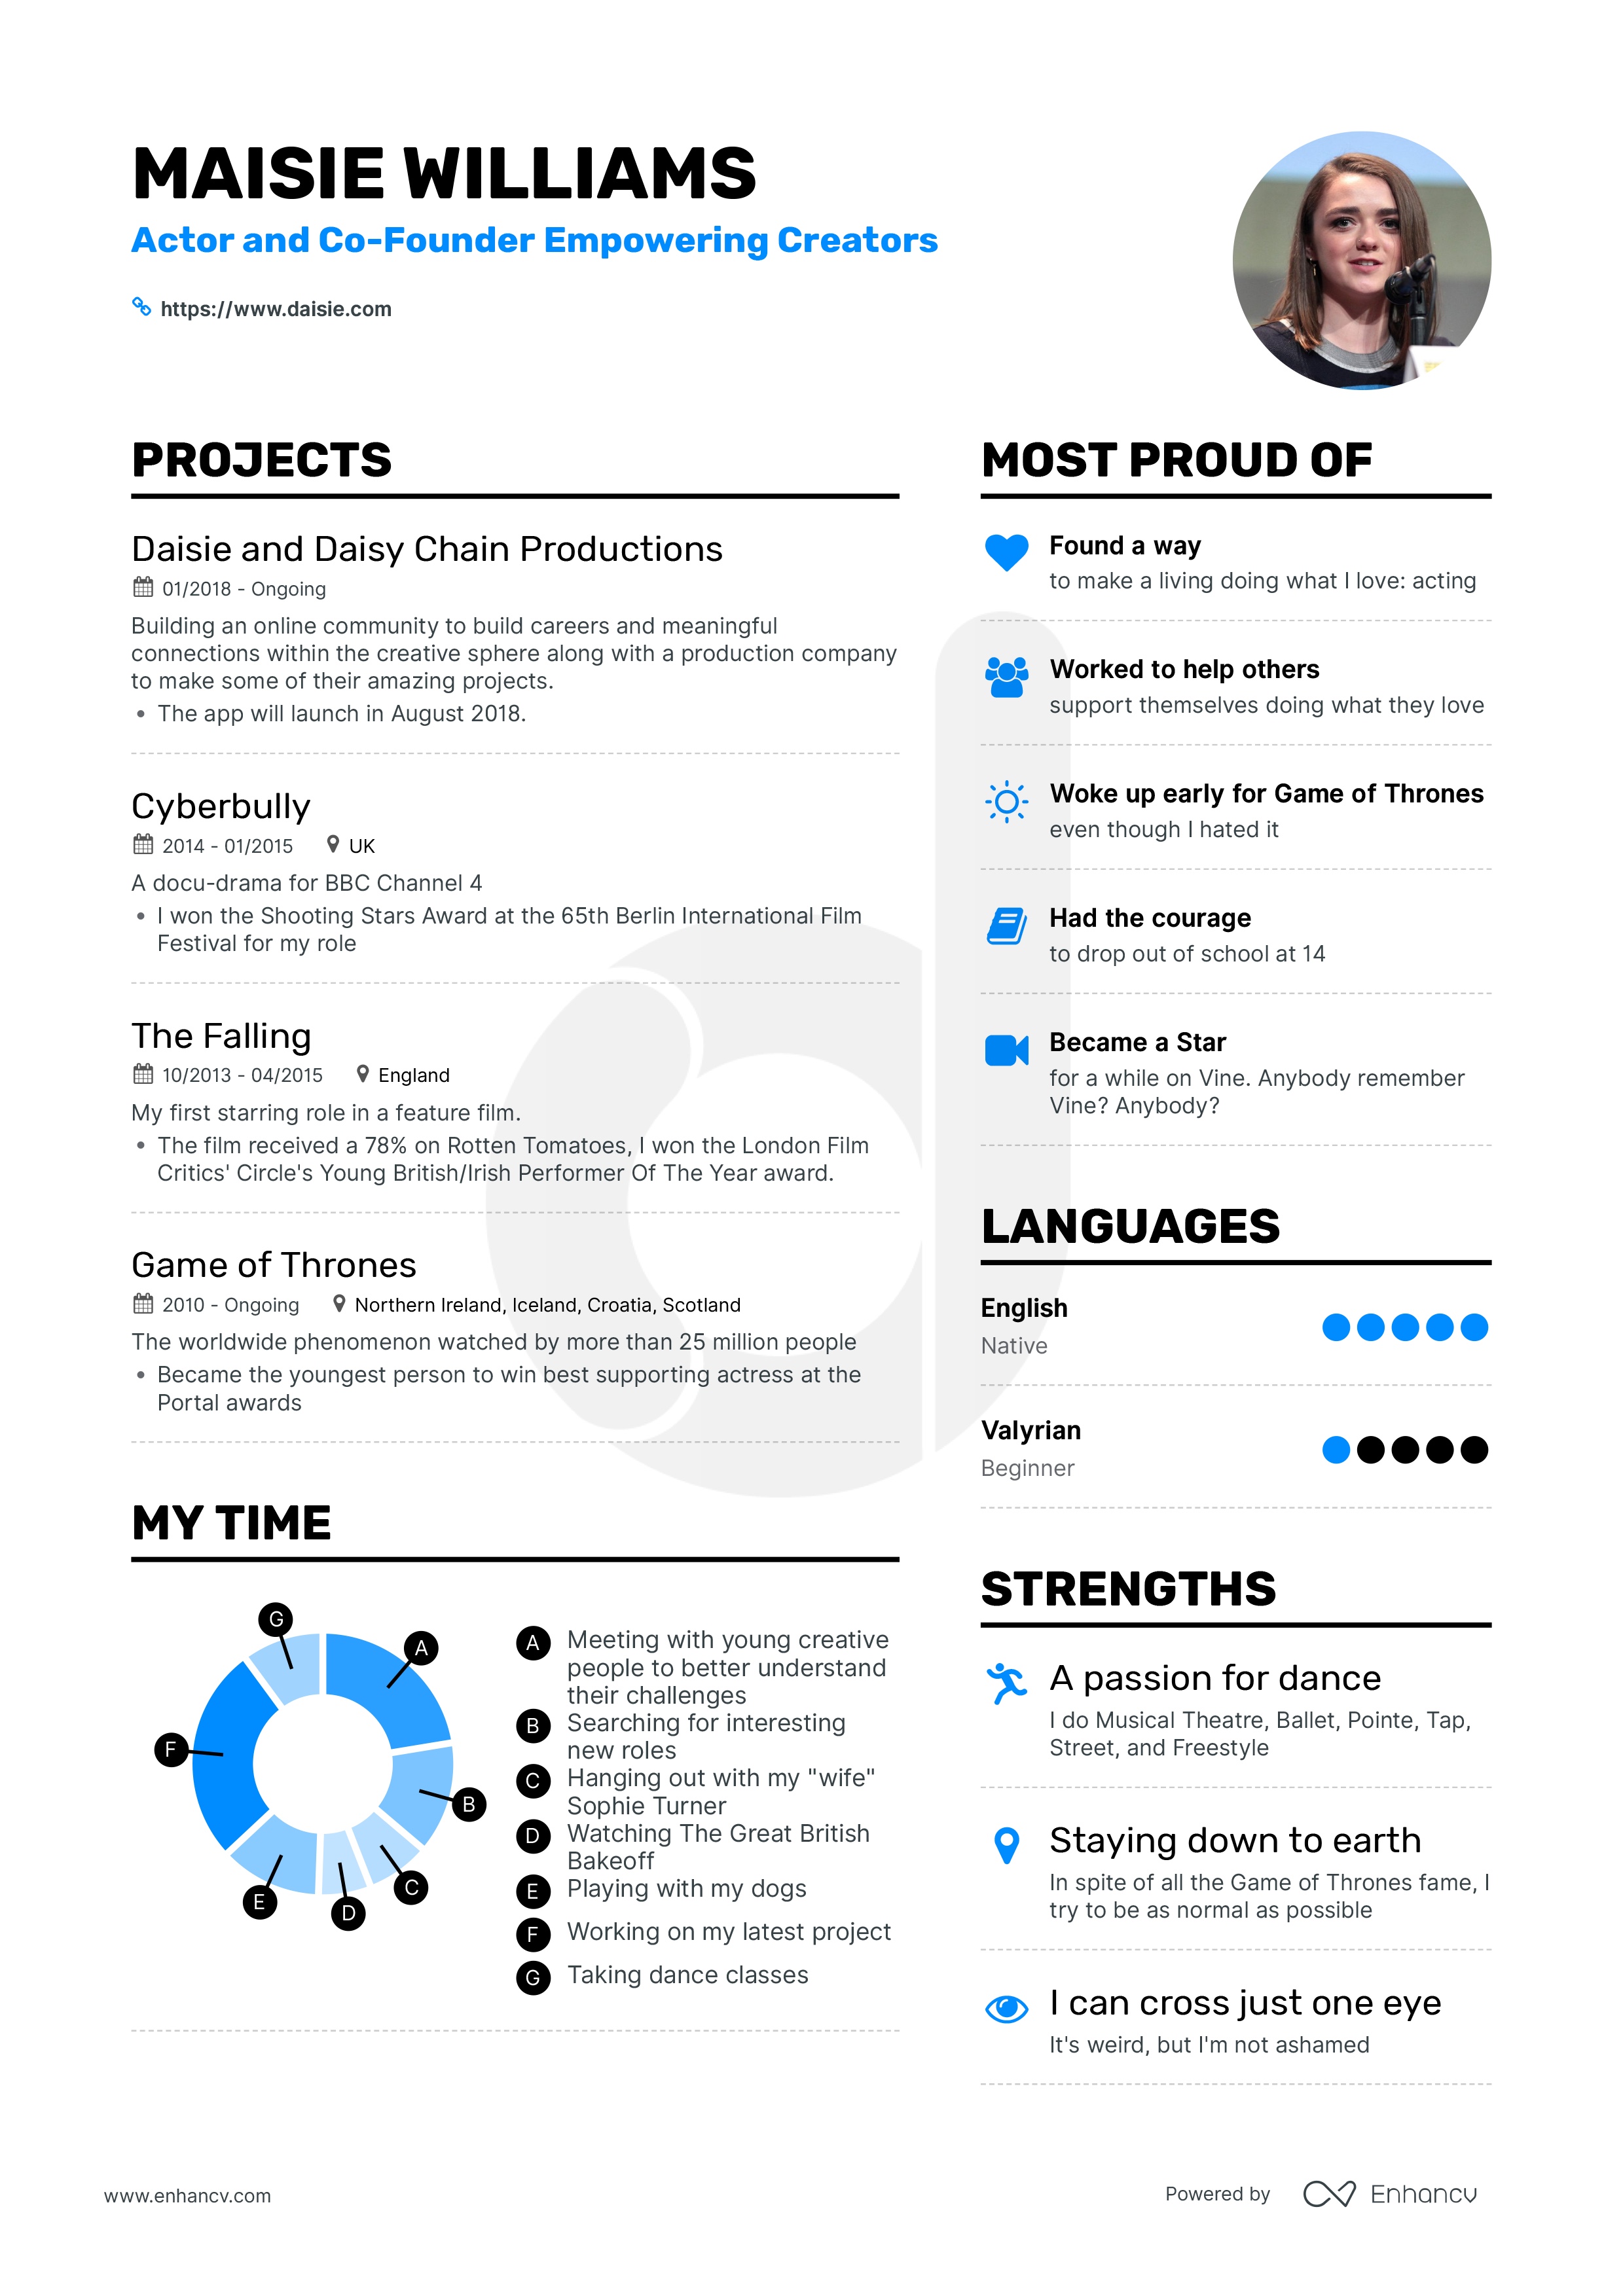 MAISIE WILLIAMS
Actor and Co-Founder Empowering Creators
https://www.daisie.com
PROJECTS
Daisie and Daisy Chain Productions
01/2018 - Ongoing
Building an online community to build careers and meaningful
connections within the creative sphere along with a production company
to make some of their amazing projects.
• The app will launch in August 2018.
Cyberbully
2014 - 01/2015 UK
A docu-drama for BBC Channel 4
• I won the Shooting Stars Award at the 65th Berlin International Film
Festival for my role
The Falling
10/2013 - 04/2015 England
My first starring role in a feature film.
• The film received a 78% on Rotten Tomatoes, I won the London Film
Critics' Circle's Young British/Irish Performer Of The Year award.
Game of Thrones
2010 - Ongoing Northern Ireland, Iceland, Croatia, Scotland
The worldwide phenomenon watched by more than 25 million people
• Became the youngest person to win best supporting actress at the
Portal awards
MY TIME
G
A
F
B
C
E
D
A Meeting with young creative
people to better understand
their challenges
B Searching for interesting
new roles
C Hanging out with my "wife"
Sophie Turner
D Watching The Great British
Bakeoff
E Playing with my dogs
F Working on my latest project
G Taking dance classes
MOST PROUD OF
Found a way
to make a living doing what I love: acting
Worked to help others
support themselves doing what they love
Woke up early for Game of Thrones
even though I hated it
Had the courage
to drop out of school at 14
Became a Star
for a while on Vine. Anybody remember
Vine? Anybody?
LANGUAGES
English
Native
Valyrian
Beginner
STRENGTHS
A passion for dance
I do Musical Theatre, Ballet, Pointe, Tap,
Street, and Freestyle
Staying down to earth
In spite of all the Game of Thrones fame, I
try to be as normal as possible
I can cross just one eye
It's weird, but I'm not ashamed
www.enhancv.com
Powered by Enhancv